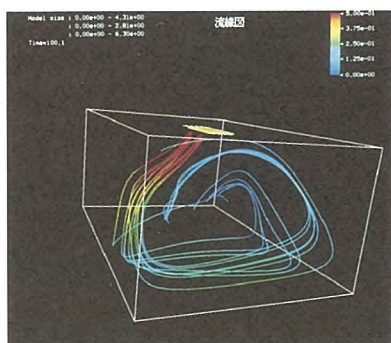 Model size : 0.00e+00 - 4.31e+00
: 0.00e+00 - 2.81e+00
: 0.00e+00 - 6.30e+00
Time=100.1
流線図
5.00e-01
3.75e-01
2.50e-01
1.25e-01
0.00e+00